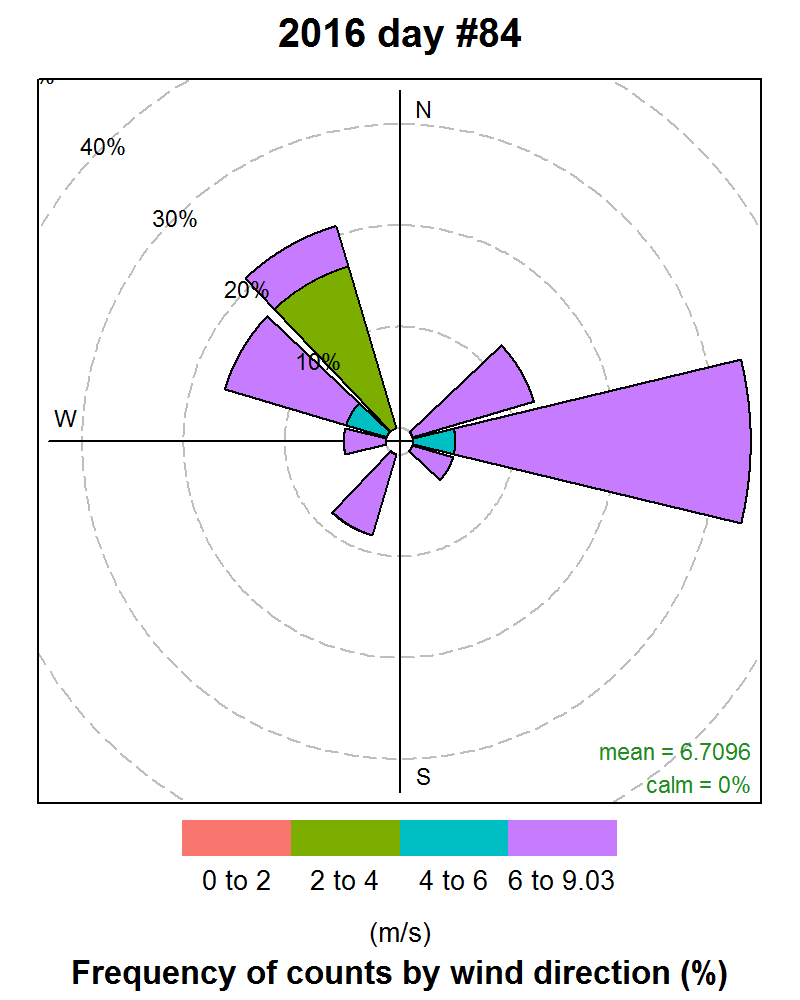 2016 day #84
%
N
40%
30%
20%
10%
W
S
mean = 6.7096
calm = 0%
0 to 2 2 to 4 4 to 6 6 to 9.03
(m/s)
Frequency of counts by wind direction (%)